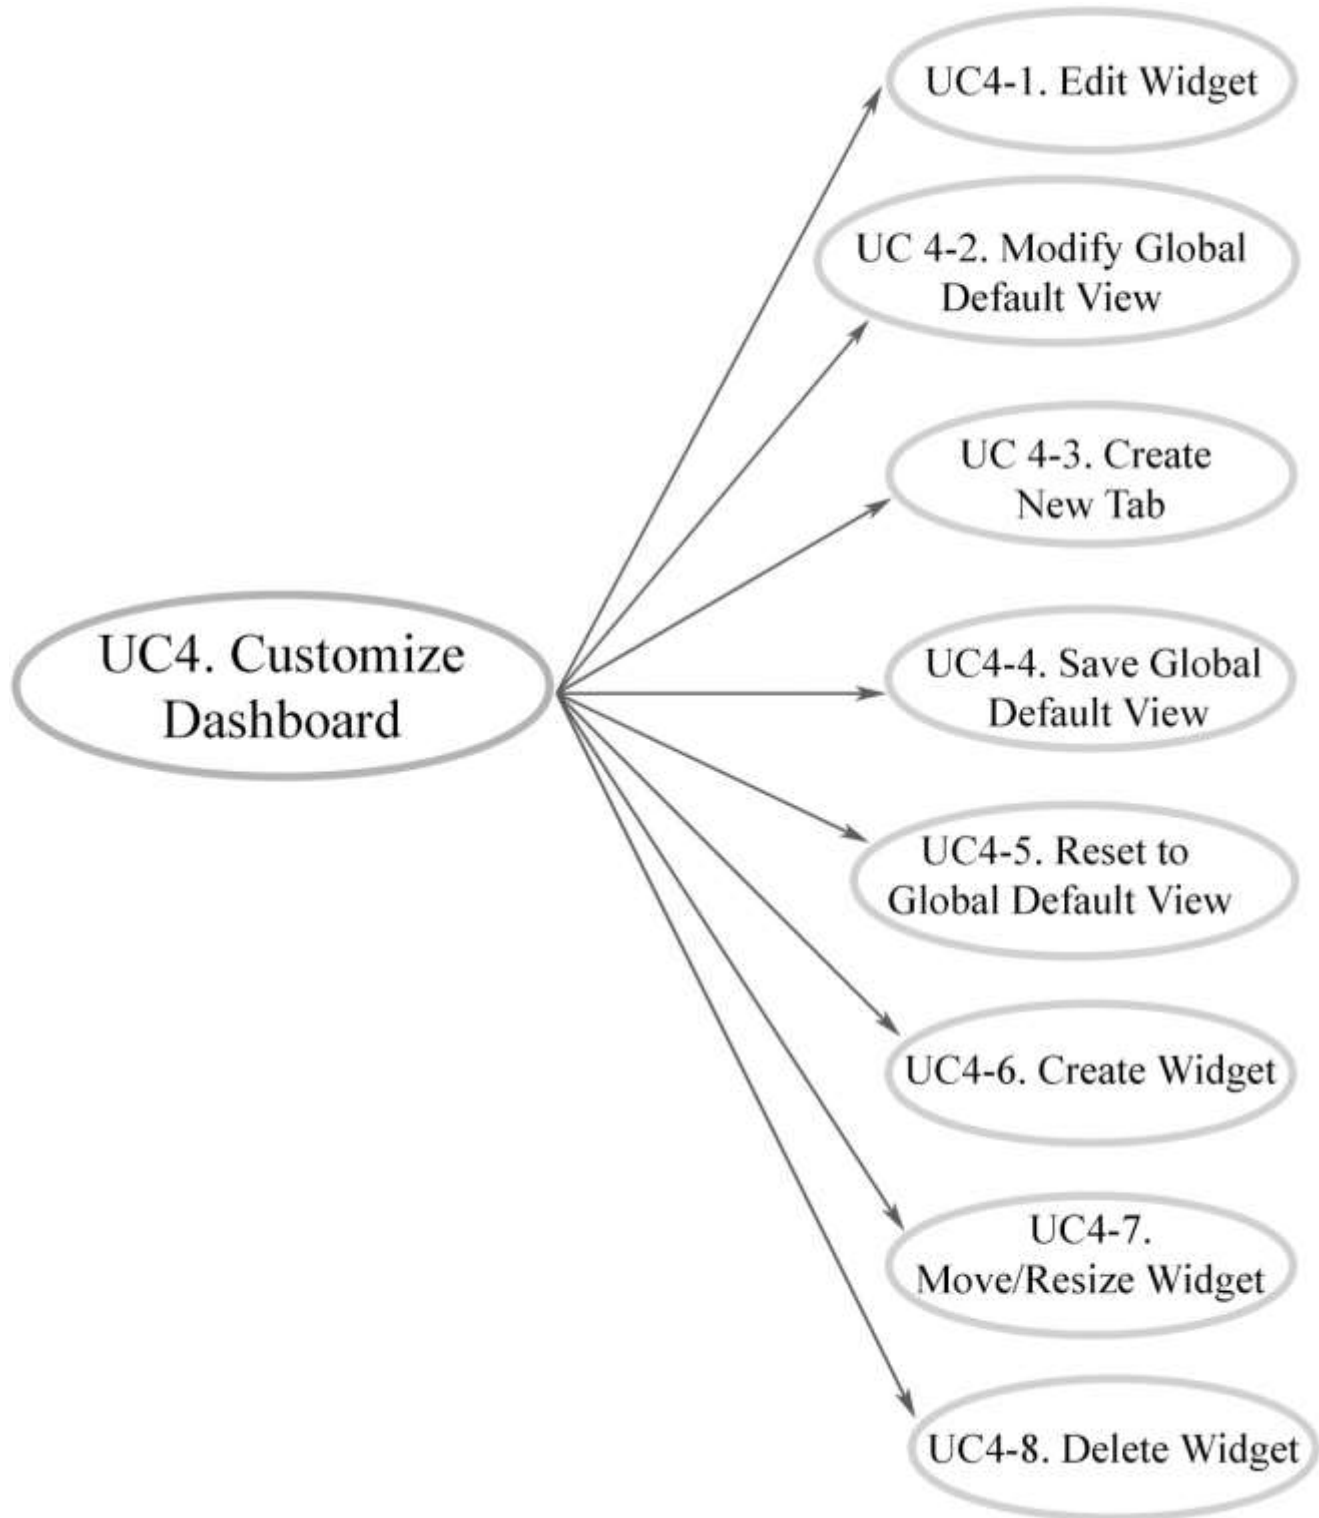 UC4-1. Edit Widget
UC 4-2. Modify Global
Default View
UC 4-3. Create
New Tab
UC4. Customize
Dashboard
UC4-4. Save Global
Default View
UC4-5. Reset to
Global Default View
UC4-6. Create Widget
UC4-7.
Move/Resize Widget
UC4-8. Delete Widget